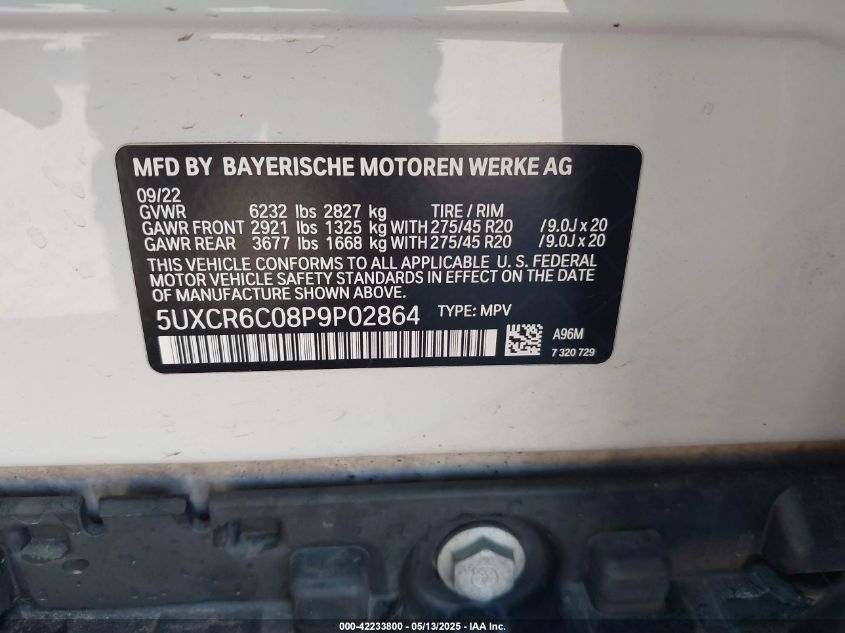 MFD BY BAYERISCHE MOTOREN WERKE AG
09/22
GVWR 6232 lbs 2827 kg TIRE / RIM
GAWR FRONT 2921 lbs 1325 kg WITH 275/45 R20 /9.0J x 20
GAWR REAR 3677 lbs 1668 kg WITH 275/45 R20 /9.0J x 20
THIS VEHICLE CONFORMS TO ALL APPLICABLE U. S. FEDERAL
MOTOR VEHICLE SAFETY STANDARDS IN EFFECT ON THE DATE
OF MANUFACTURE SHOWN ABOVE.
5UXCR6C08P9P02864 TYPE: MPV
A96M
7 320 729
000-42233800 - 05/13/2025 - IAA Inc.